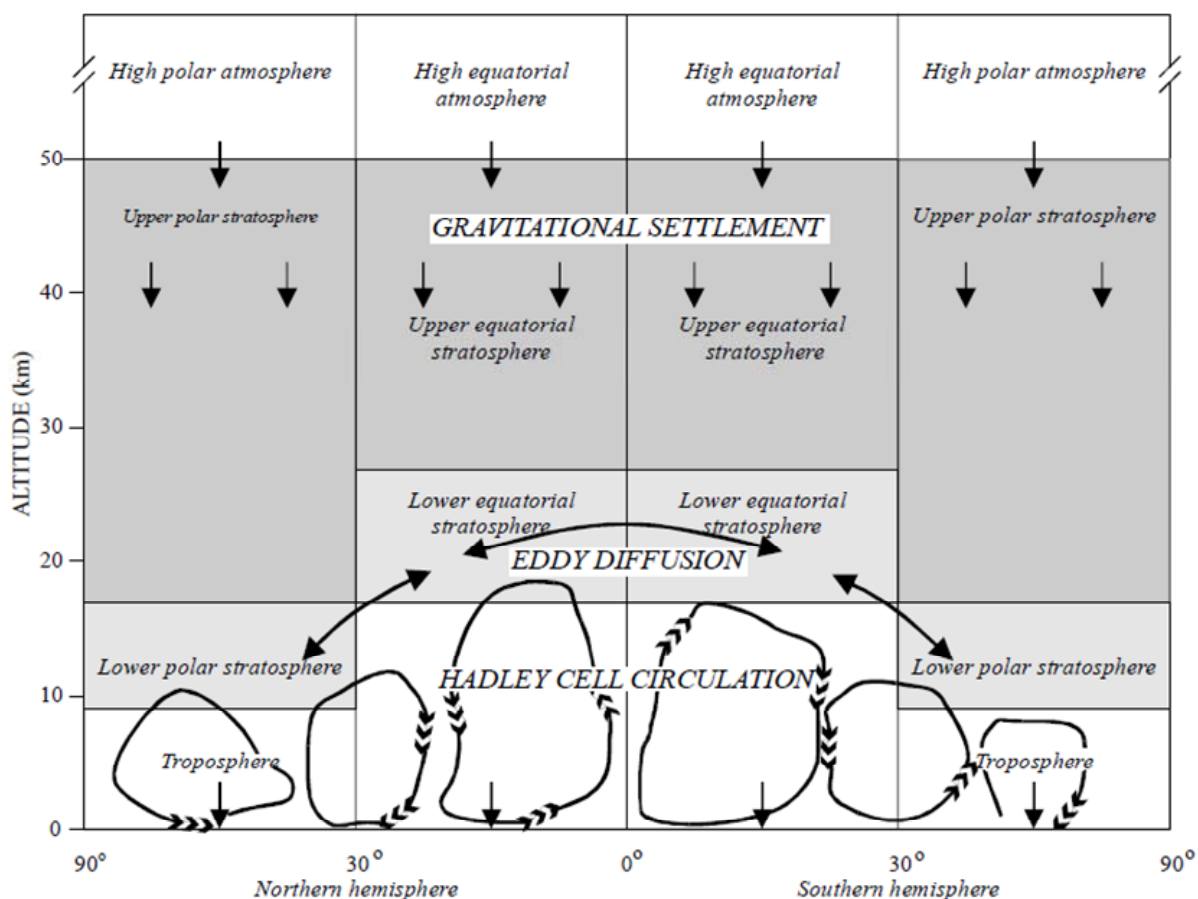 High polar atmosphere
High equatorial
atmosphere
High equatorial
atmosphere
High polar atmosphere
50
Upper polar stratosphere
GRAVITATIONAL SETTLEMENT
Upper polar stratosphere
40
Upper equatorial
stratosphere
Upper equatorial
stratosphere
ALTITUDE (km)
30
Lower equatorial
stratosphere
Lower equatorial
stratosphere
20
EDDY DIFFUSION
Lower polar stratosphere
HADLEY CELL CIRCULATION
Lower polar stratosphere
10
Troposphere
Troposphere
0
90° 30° 0° 30° 90°
Northern hemisphere Southern hemisphere